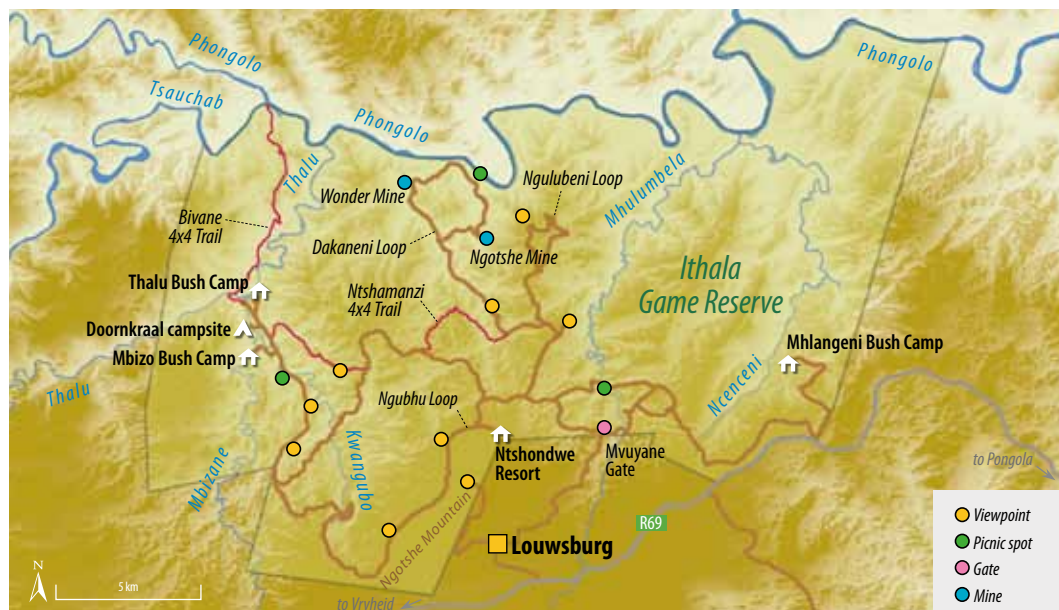 Phongolo
Phongolo
Tsauchab
Phongolo
Thalu
Mhulumbela
Ngulubeni Loop
Wonder Mine
Bivane
4x4 Trail
Dakaneni Loop
Ngotshe Mine
Ithala
Game Reserve
Thalu Bush Camp
Ntshamanzi
4x4 Trail
Doornkraal campsite
Mbizo Bush Camp
Mhlangeni Bush Camp
Thalu
Ngubhu Loop
Ncenceni
Kwangubo
Ntshondwe
Resort
Mvuyane
Gate
Mbizane
to Pongola
Ngotshe Mountain
R69
Louwsburg
Viewpoint
Picnic spot
Gate
Mine
N
5 km
to Vryheid